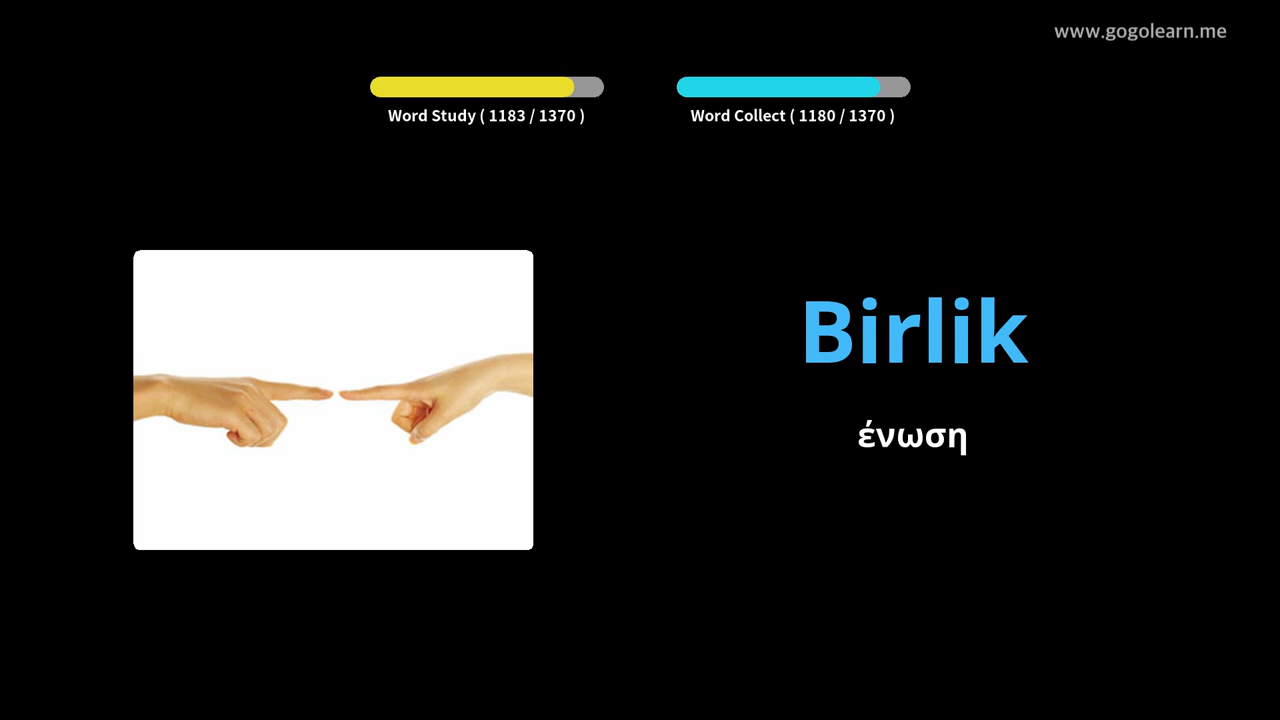 www.gogolearn.me
Word Study ( 1183 / 1370 )
Word Collect ( 1180 / 1370 )
Birlik
ένωση